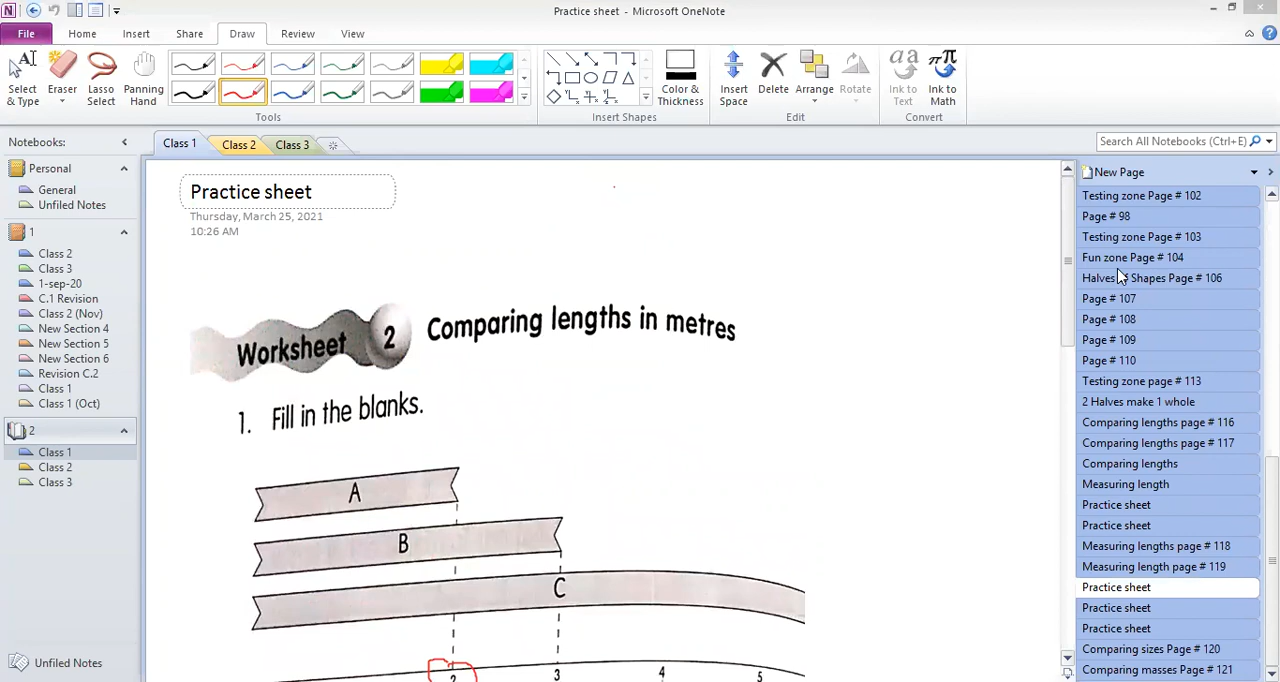 Practice sheet - Microsoft OneNote
File
Home
Insert
Share
Draw
Review
View
Select & Type
Eraser
Lasso Select
Panning Hand
Color & Thickness
Insert Space
Delete
Arrange
Rotate
Ink to Text
Ink to Math
Tools
Insert Shapes
Edit
Convert
Notebooks:
Class 1
Class 2
Class 3
Search All Notebooks (Ctrl+E)
Personal
General
Unfiled Notes
1
Class 2
Class 3
1-sep-20
C.1 Revision
Class 2 (Nov)
New Section 4
New Section 5
New Section 6
Revision C.2
Class 1
Class 1 (Oct)
2
Class 1
Class 2
Class 3
Unfiled Notes
Practice sheet
Thursday, March 25, 2021
10:26 AM
Worksheet 2 Comparing lengths in metres
1. Fill in the blanks.
A
B
C
2 3 4 5
New Page
Testing zone Page # 102
Page # 98
Testing zone Page # 103
Fun zone Page # 104
Halves Shapes Page # 106
Page # 107
Page # 108
Page # 109
Page # 110
Testing zone page # 113
2 Halves make 1 whole
Comparing lengths page # 116
Comparing lengths page # 117
Comparing lengths
Measuring length
Practice sheet
Practice sheet
Measuring lengths page # 118
Measuring length page # 119
Practice sheet
Practice sheet
Practice sheet
Comparing sizes Page # 120
Comparing masses Page # 121